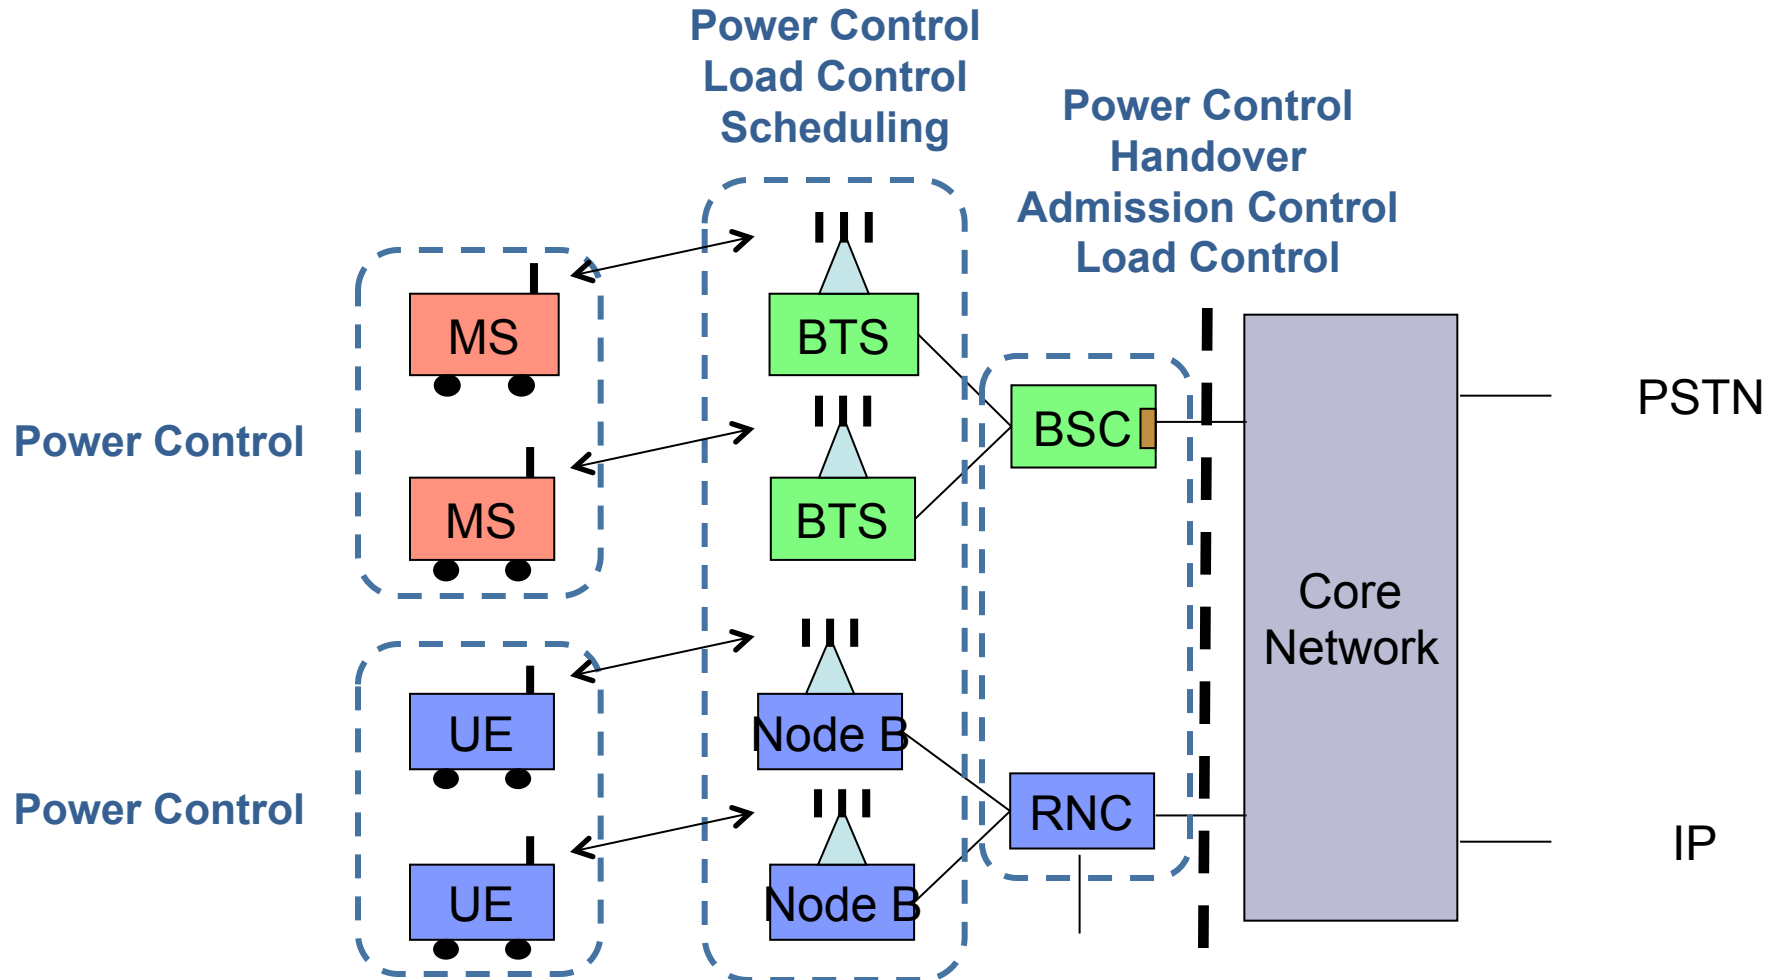 Power Control
Load Control
Scheduling
Power Control
Handover
Admission Control
Load Control
MS
BTS
BSC
PSTN
Power Control
MS
BTS
Core
Network
UE
Node B
Power Control
RNC
IP
UE
Node B